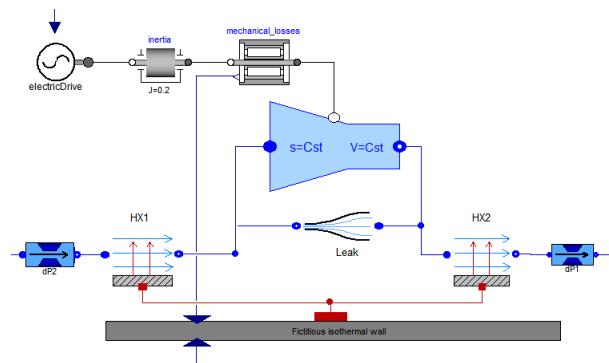 mechanical_losses
inertia
electricDrive
J=0.2
s=Cst
V=Cst
HX1
HX2
Leak
dP2
dP1
Fictitious isothermal wall